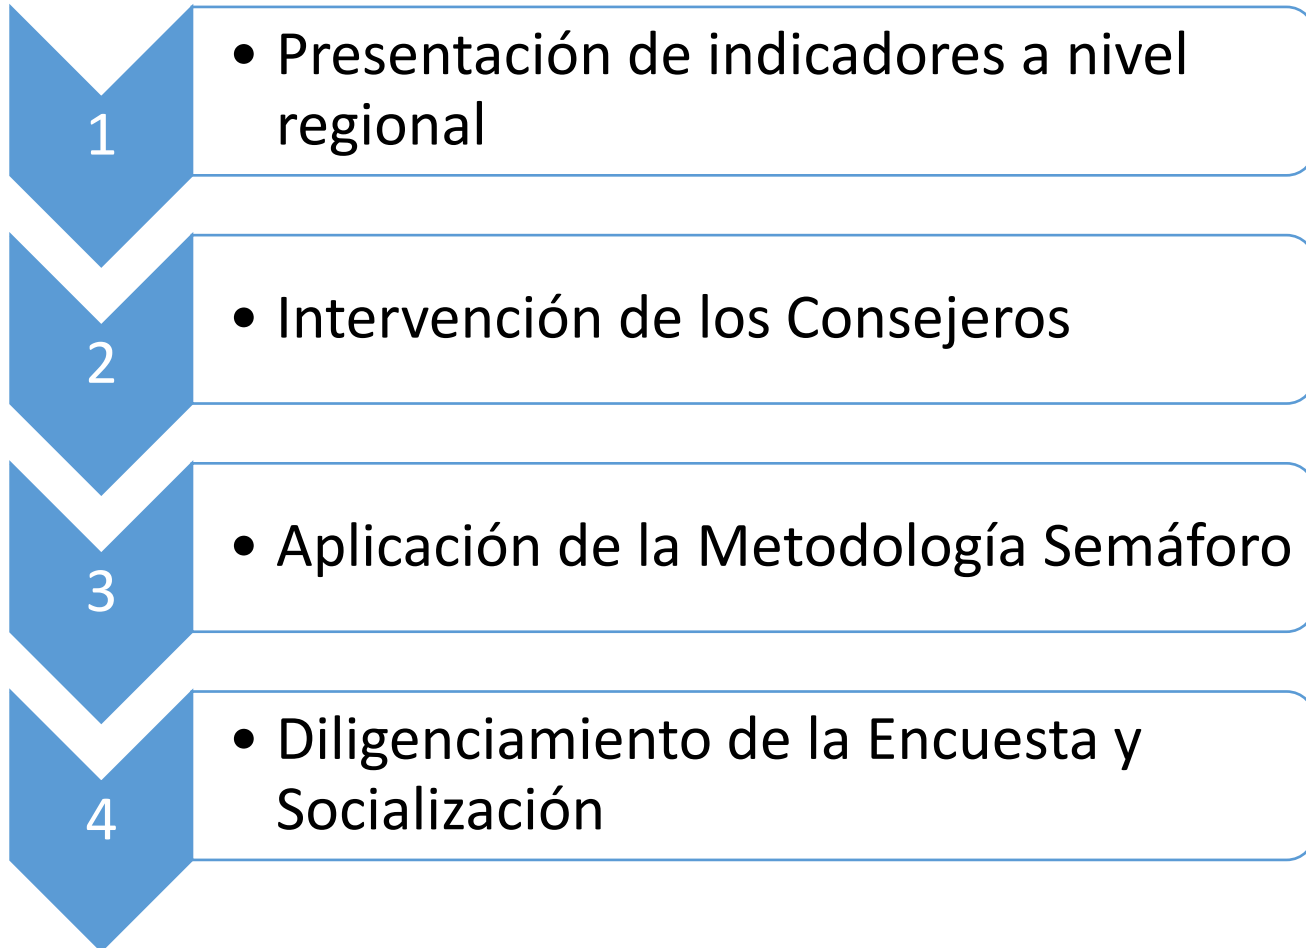 1
• Presentación de indicadores a nivel
regional
2
• Intervención de los Consejeros
3
• Aplicación de la Metodología Semáforo
4
• Diligenciamiento de la Encuesta y
Socialización